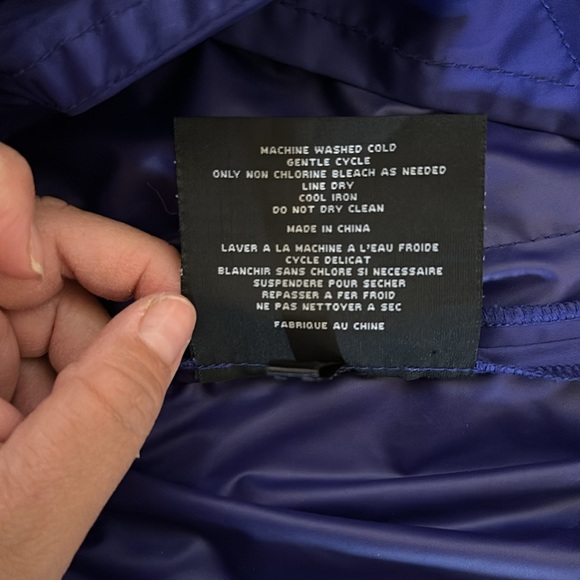 MACHINE WASHED COLD
GENTLE CYCLE
ONLY NON CHLORINE BLEACH AS NEEDED
LINE DRY
COOL IRON
DO NOT DRY CLEAN
MADE IN CHINA
LAVER A LA MACHINE A L'EAU FROIDE
CYCLE DELICAT
BLANCHIR SANS CHLORE SI NECESSAIRE
SUSPENDERE POUR SECHER
REPASSER A FER FROID
NE PAS NETTOYER A SEC
FABRIQUE AU CHINE